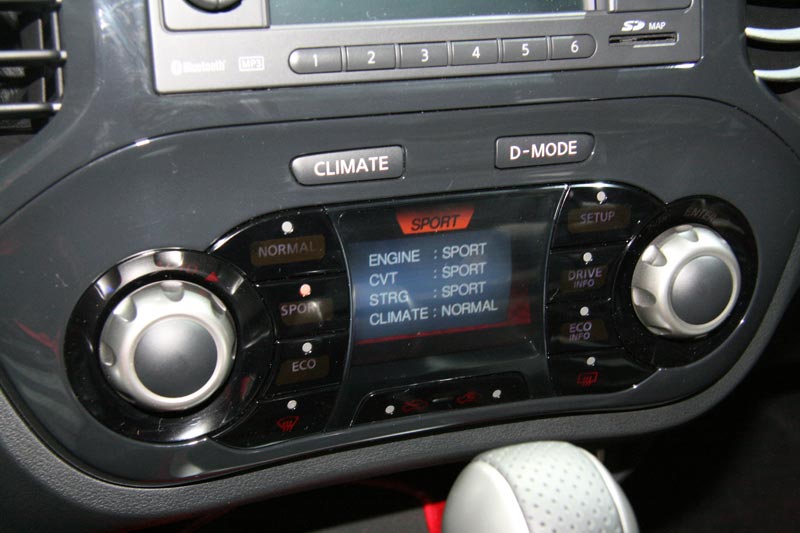 SD MAP
Bluetooth MP3 1 2 3 4 5 6
CLIMATE D-MODE
SPORT
NORMAL
SPORT
ECO
ENGINE : SPORT
CVT : SPORT
STRG : SPORT
CLIMATE : NORMAL
SETUP
DRIVE
INFO
ECO
INFO
ENTER